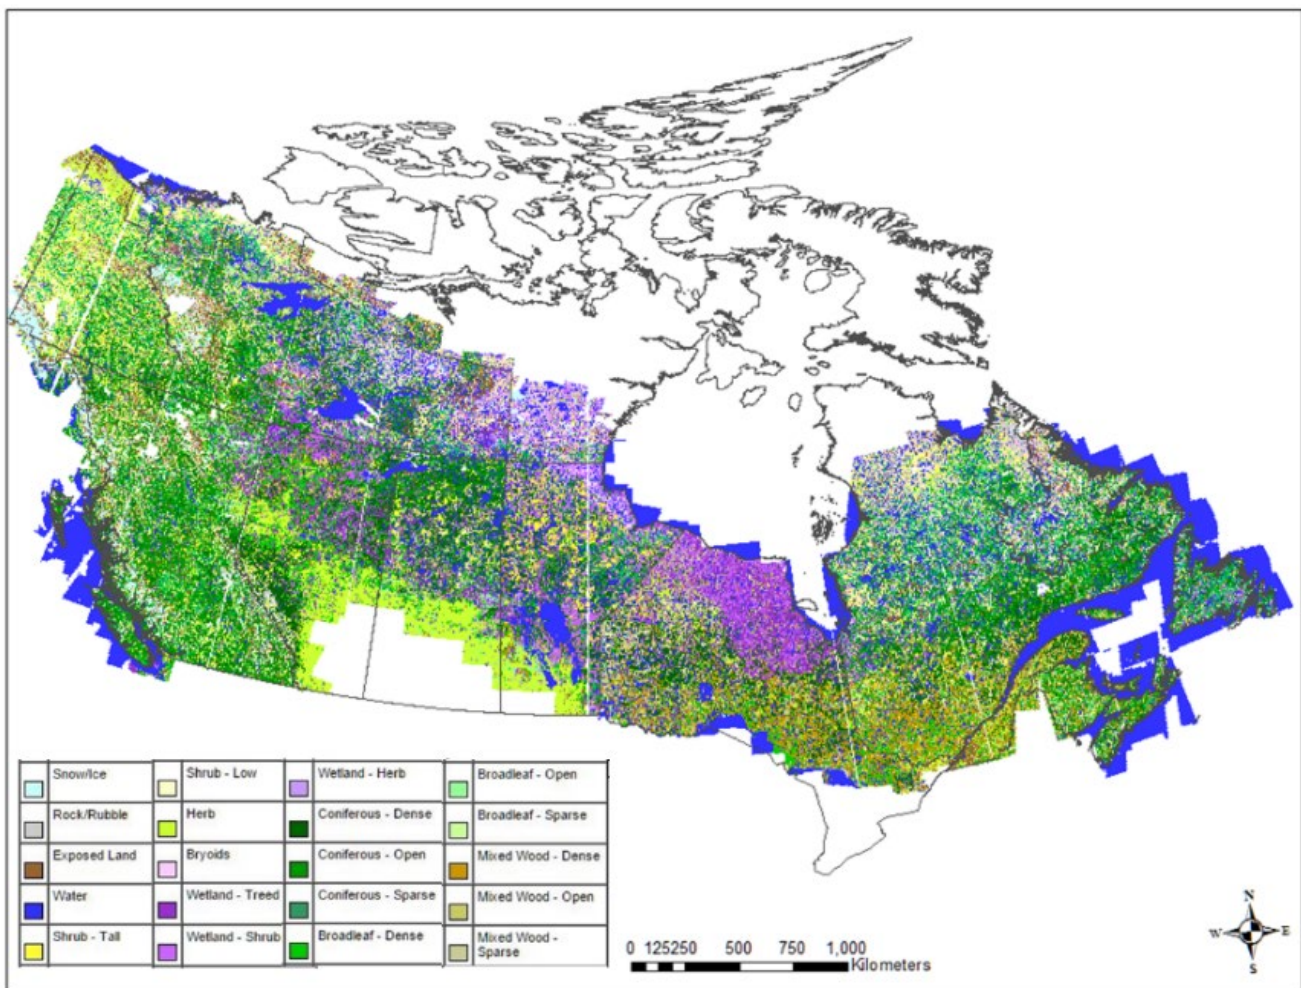 Snow/Ice
Shrub - Low
Wetland - Herb
Broadleaf - Open
Rock/Rubble
Herb
Coniferous - Dense
Broadleaf - Sparse
Exposed Land
Bryoids
Coniferous - Open
Mixed Wood - Dense
Water
Wetland - Treed
Coniferous - Sparse
Mixed Wood - Open
Shrub - Tall
Wetland - Shrub
Broadleaf - Dense
Mixed Wood -
Sparse
0 125250 500 750 1,000
Kilometers
N
W E
S